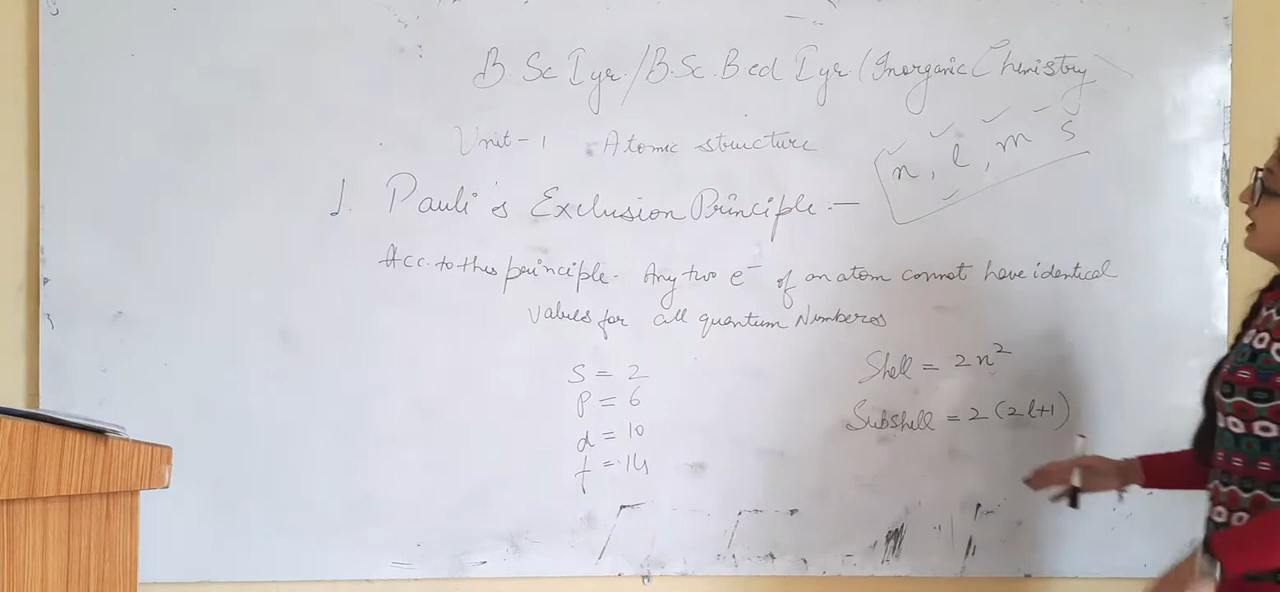 B.Sc I yr./B.Sc.B ed I yr.(Inorganic Chemistry)
Unit-1 Atomic structure
n, l, m s
1. Pauli's Exclusion Principle:-
Acc. to this principle- Any two e⁻ of an atom cannot have identical
values for all quantum Numbers
S = 2
P = 6
d = 10
f = 14
Shell = 2n²
Subshell = 2(2l+1)